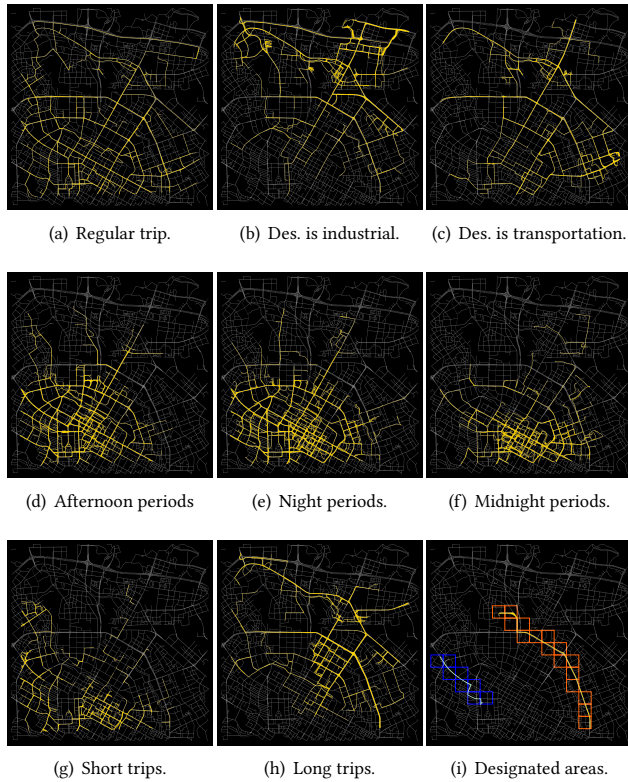 (a) Regular trip.
(b) Des. is industrial.
(c) Des. is transportation.
(d) Afternoon periods
(e) Night periods.
(f) Midnight periods.
(g) Short trips.
(h) Long trips.
(i) Designated areas.